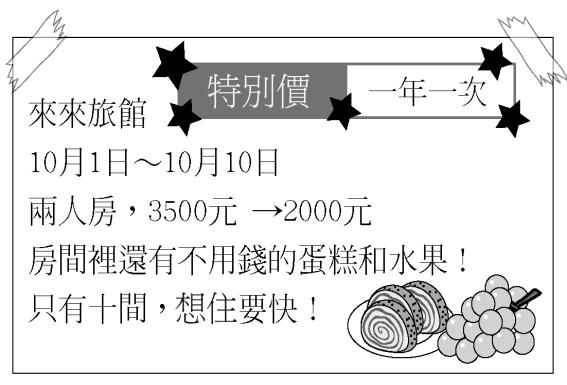 特別價
一年一次
來來旅館
10月1日～10月10日
兩人房，3500元 →2000元
房間裡還有不用錢的蛋糕和水果！
只有十間，想住要快！